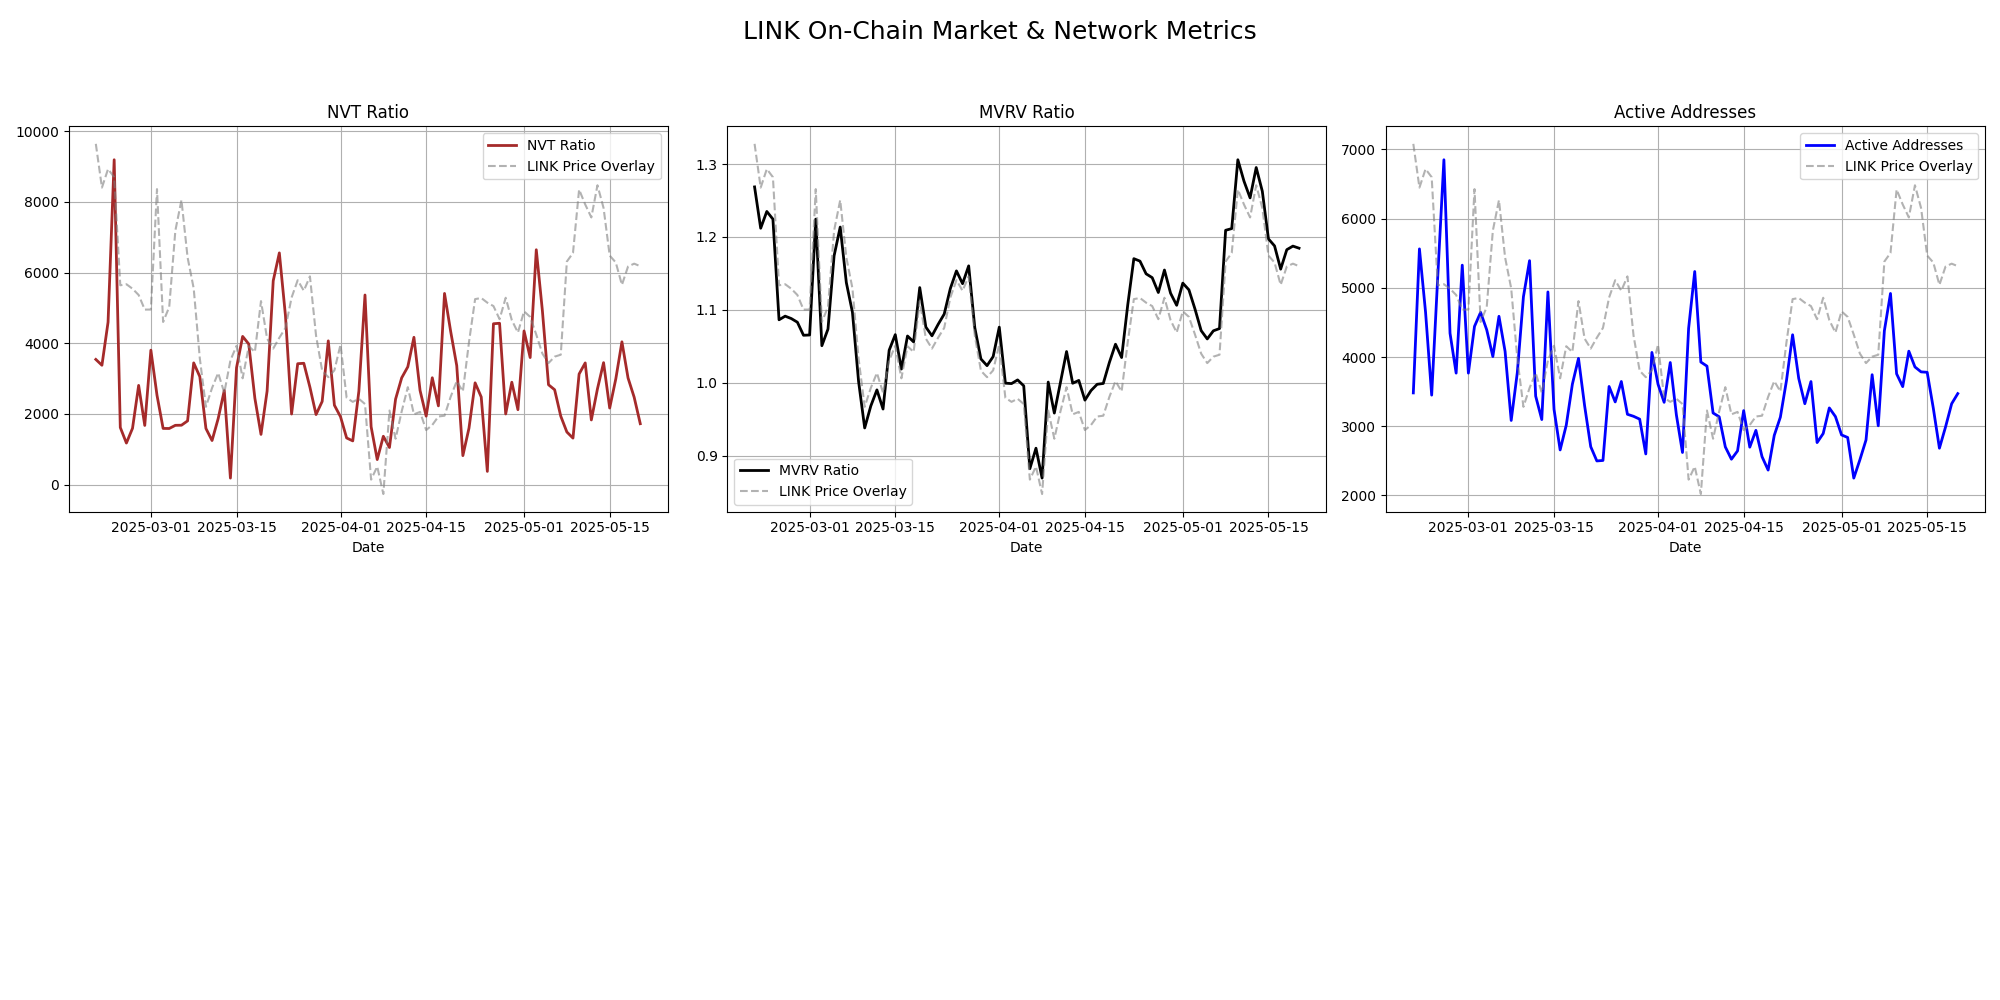 LINK On-Chain Market & Network Metrics
NVT Ratio
10000
8000
6000
4000
2000
0
NVT Ratio
LINK Price Overlay
2025-03-01 2025-03-15 2025-04-01 2025-04-15 2025-05-01 2025-05-15
Date
MVRV Ratio
1.3
1.2
1.1
1.0
0.9
MVRV Ratio
LINK Price Overlay
2025-03-01 2025-03-15 2025-04-01 2025-04-15 2025-05-01 2025-05-15
Date
Active Addresses
7000
6000
5000
4000
3000
2000
Active Addresses
LINK Price Overlay
2025-03-01 2025-03-15 2025-04-01 2025-04-15 2025-05-01 2025-05-15
Date